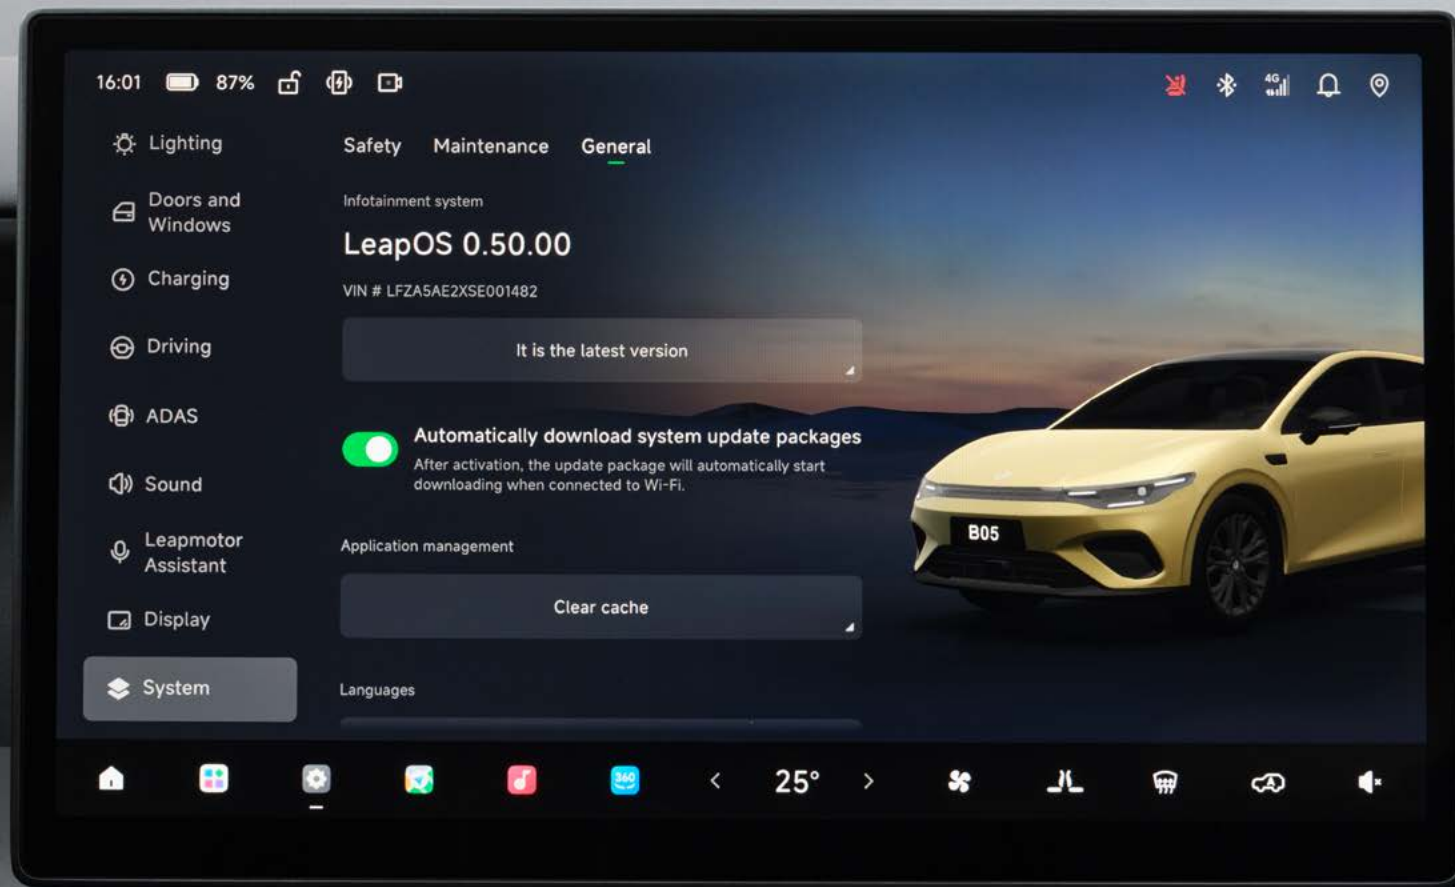 16:01 87%
4G
Lighting
Doors and
Windows
Charging
Driving
ADAS
Sound
Leapmotor
Assistant
Display
System
Safety Maintenance General
Infotainment system
LeapOS 0.50.00
VIN # LFZA5AE2XSE001482
It is the latest version
Automatically download system update packages
After activation, the update package will automatically start
downloading when connected to Wi-Fi.
Application management
Clear cache
Languages
B05
360
25°
A